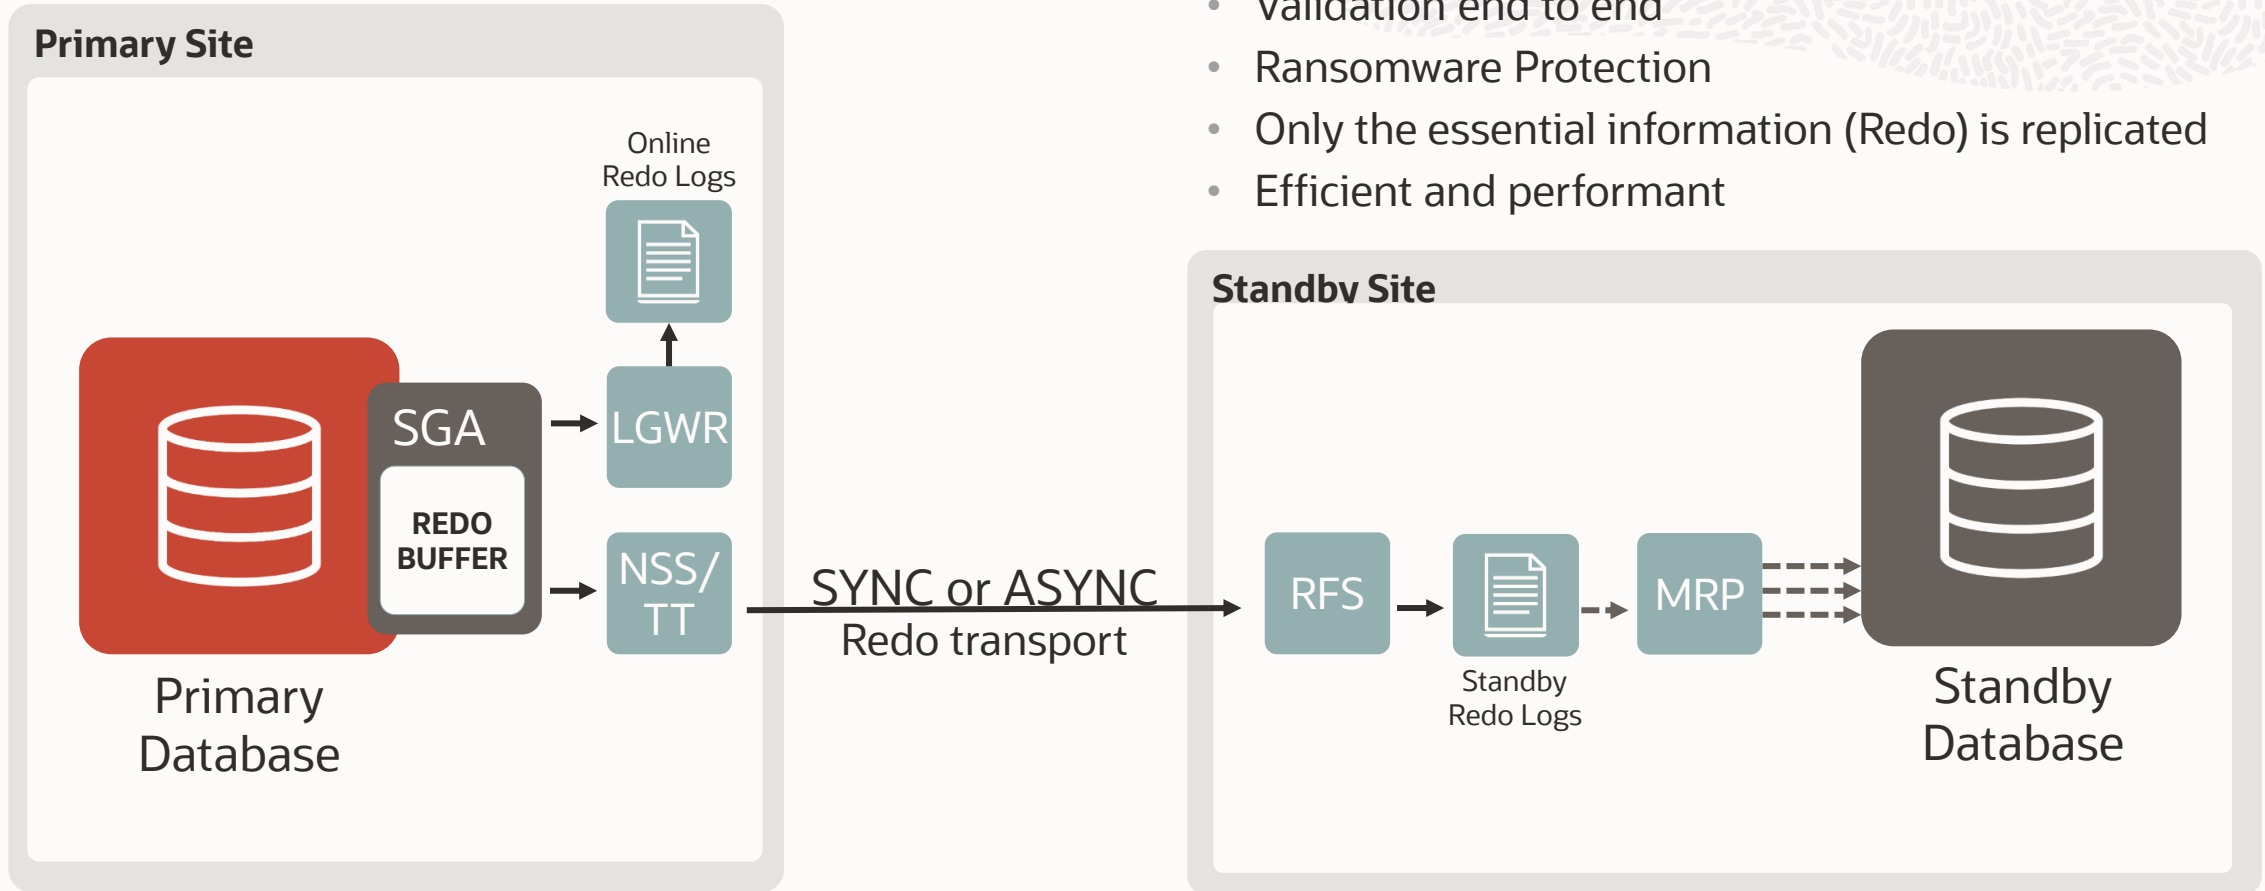 Primary Site
Validation end to end
Ransomware Protection
Only the essential information (Redo) is replicated
Efficient and performant
Online
Redo Logs
SGA
LGWR
REDO
BUFFER
NSS/
TT
Primary
Database
SYNC or ASYNC
Redo transport
Standby Site
RFS
MRP
Standby
Redo Logs
Standby
Database